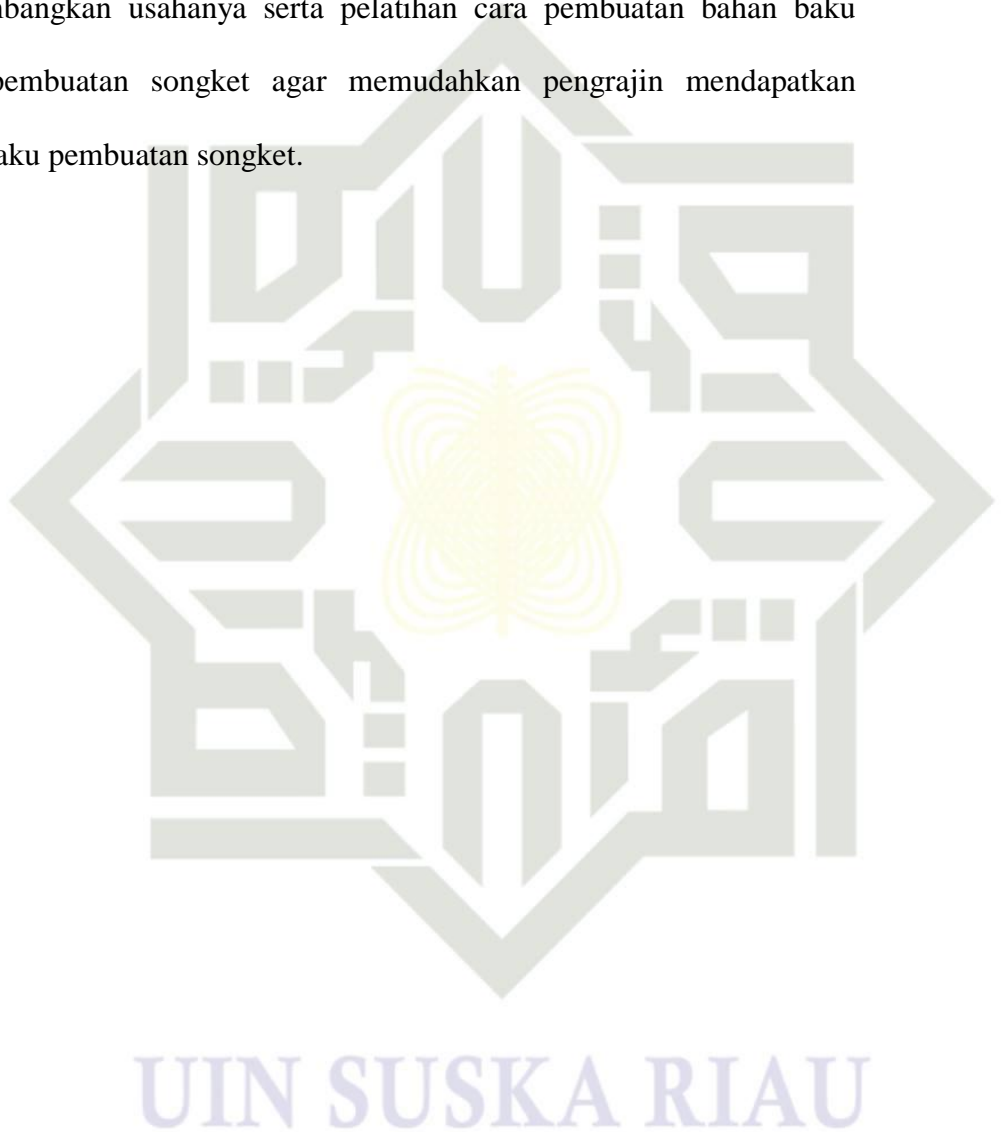 mbangkan usahanya serta pelatihan cara pembuatan bahan baku
pembuatan songket agar memudahkan pengrajin mendapatkan
aku pembuatan songket.
UIN SUSKA RIAU